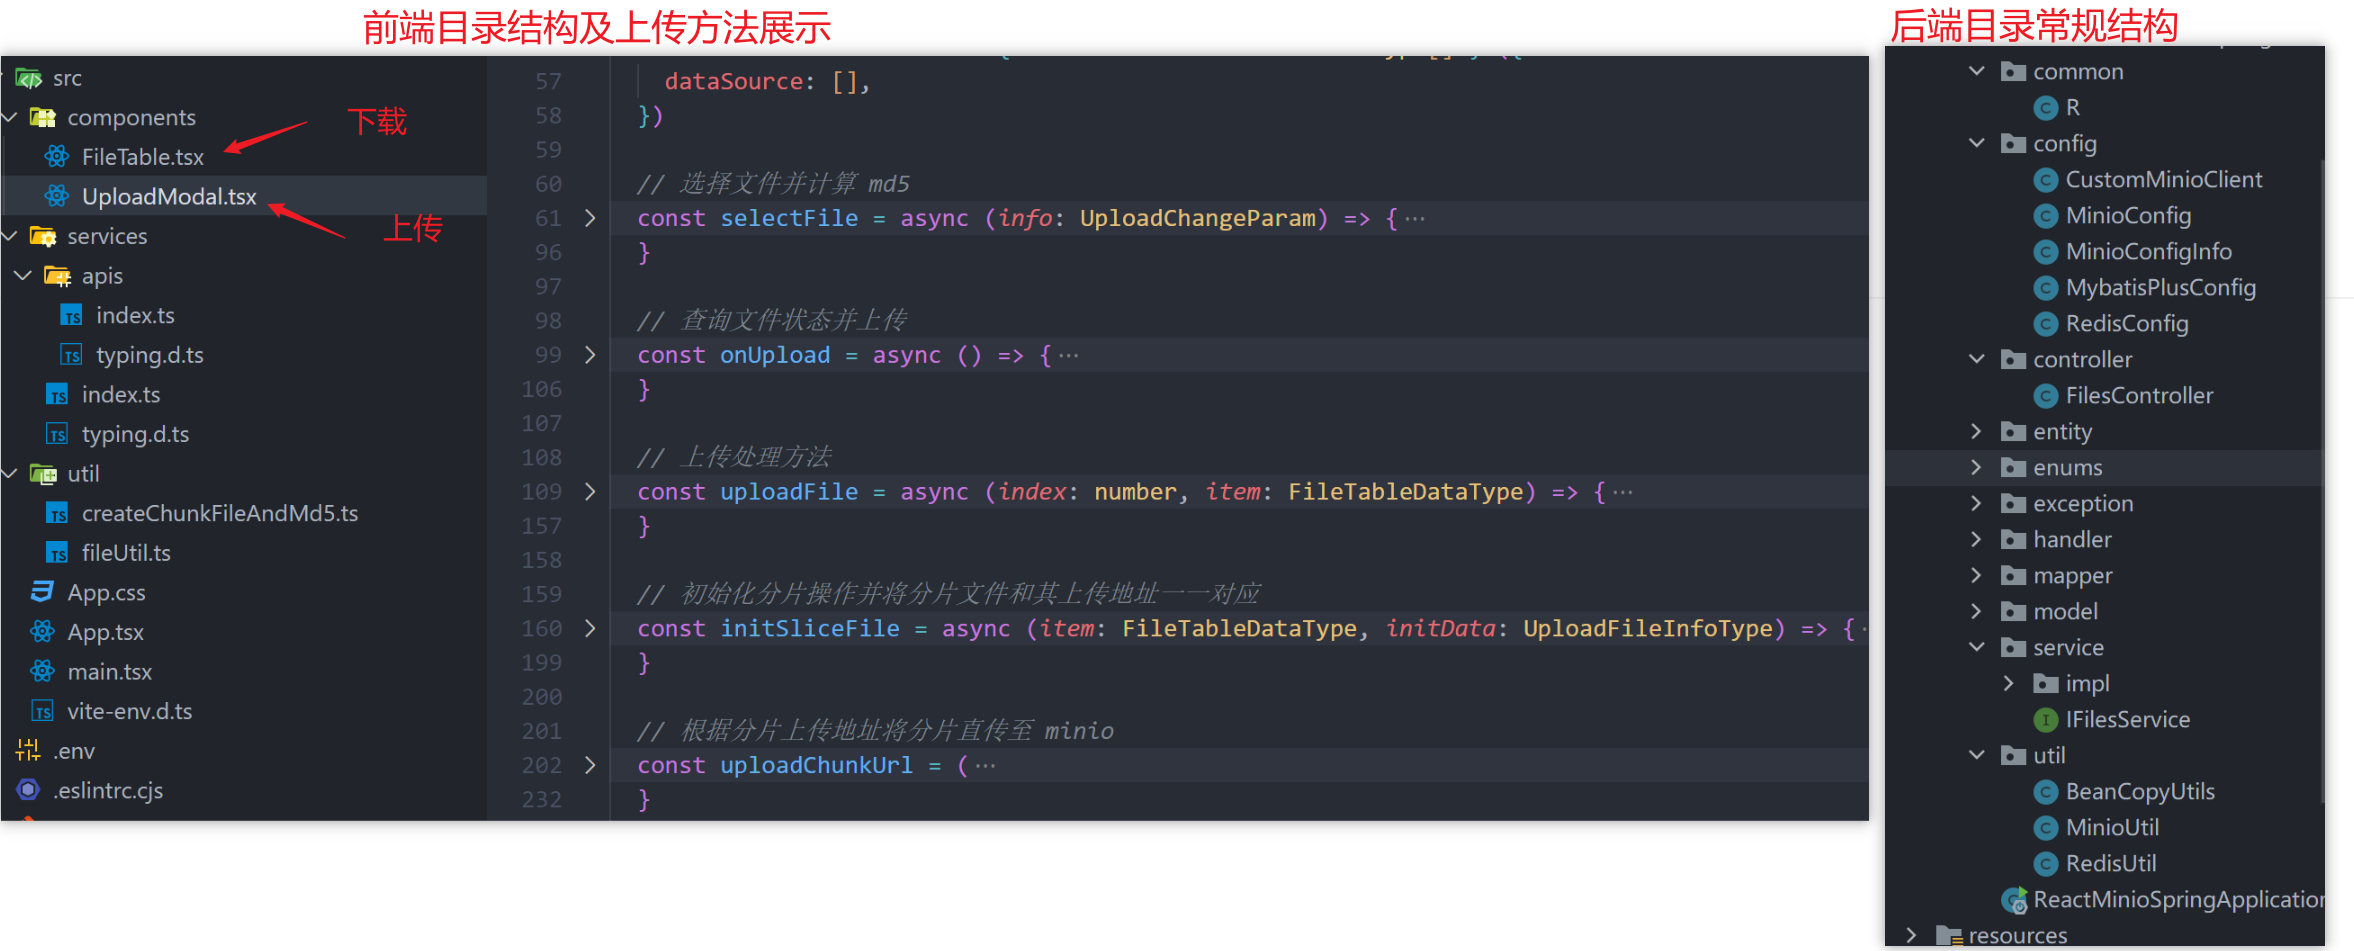 前端目录结构及上传方法展示
src
components
下载
FileTable.tsx
UploadModal.tsx
上传
services
apis
index.ts
typing.d.ts
index.ts
typing.d.ts
util
createChunkFileAndMd5.ts
fileUtil.ts
App.css
App.tsx
main.tsx
vite-env.d.ts
.env
.eslintrc.cjs
57 dataSource: [],
58 })
59
60 // 选择文件并计算 md5
61 const selectFile = async (info: UploadChangeParam) => { ···
96 }
97
98 // 查询文件状态并上传
99 const onUpload = async () => { ···
106 }
107
108 // 上传处理方法
109 const uploadFile = async (index: number, item: FileTableDataType) => { ···
157 }
158
159 // 初始化分片操作并将分片文件和其上传地址一一对应
160 const initSliceFile = async (item: FileTableDataType, initData: UploadFileInfoType) => { ·
199 }
200
201 // 根据分片上传地址将分片直传至 minio
202 const uploadChunkUrl = ( ···
232 }
后端目录常规结构
common
R
config
CustomMinioClient
MinioConfig
MinioConfigInfo
MybatisPlusConfig
RedisConfig
controller
FilesController
entity
enums
exception
handler
mapper
model
service
impl
IFilesService
util
BeanCopyUtils
MinioUtil
RedisUtil
ReactMinioSpringApplication
resources